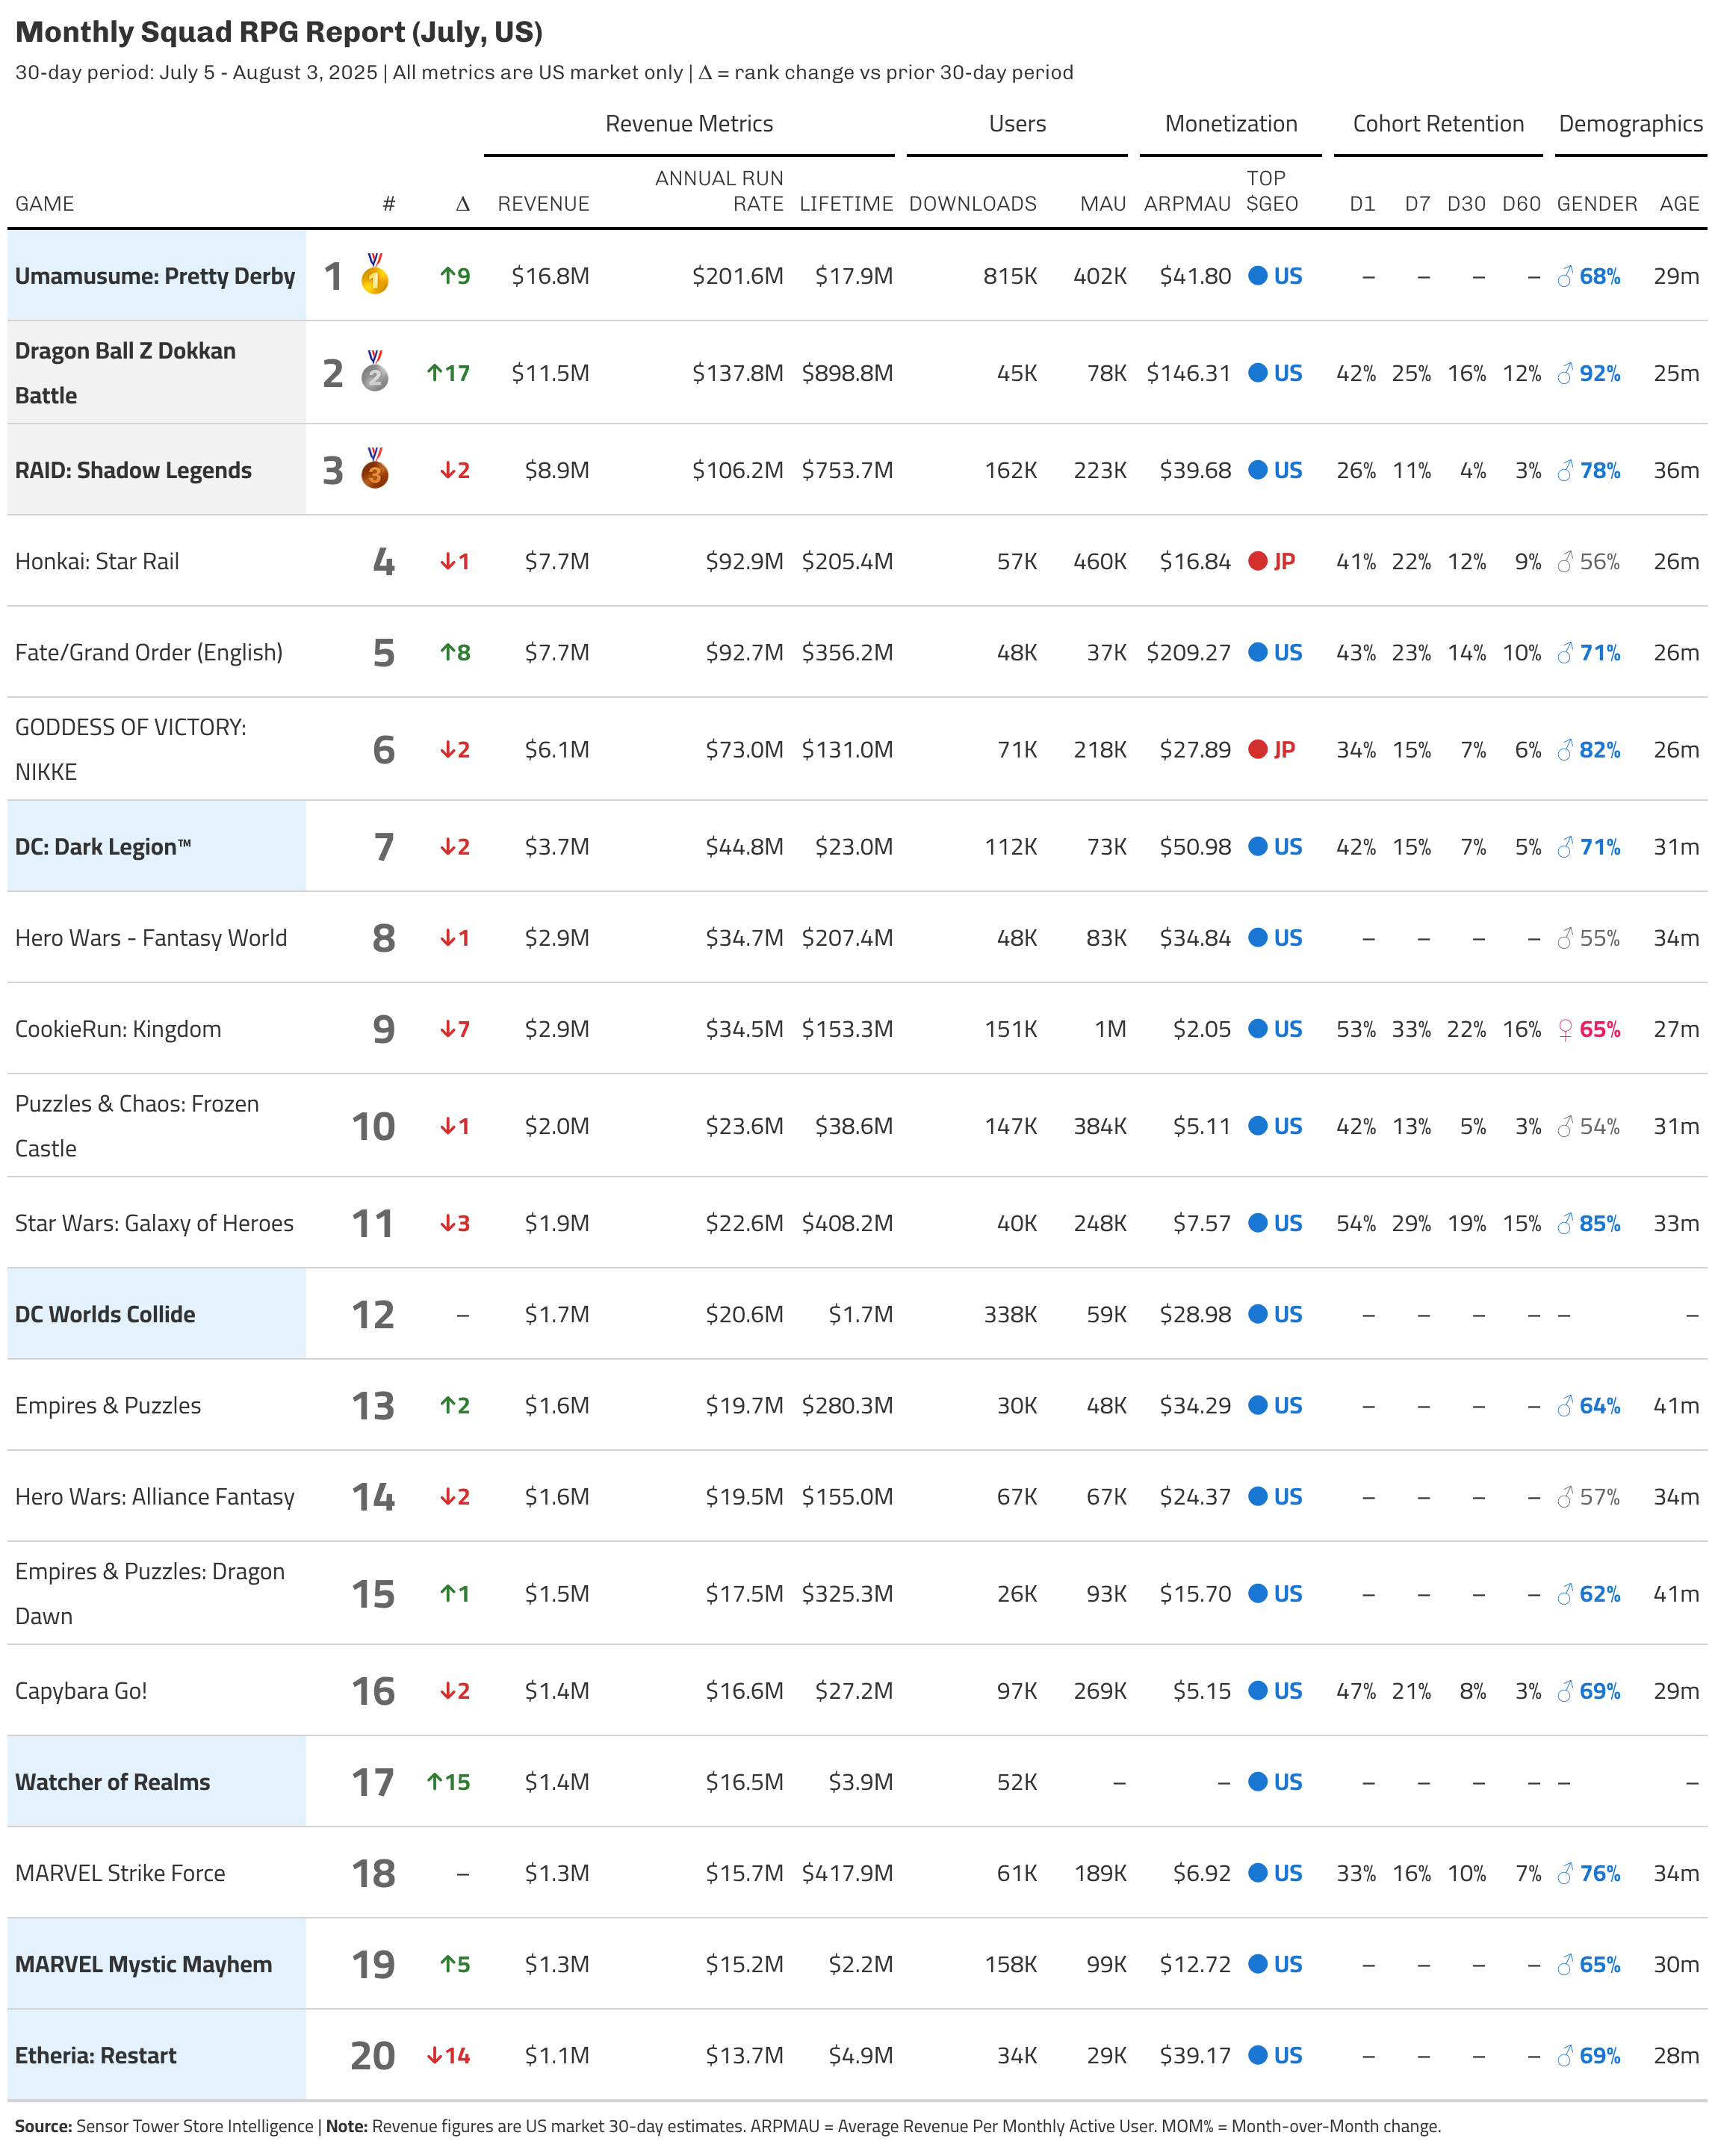 Monthly Squad RPG Report (July, US)
30-day period: July 5 - August 3, 2025 | All metrics are US market only | Δ = rank change vs prior 30-day period
Revenue Metrics Users Monetization Cohort Retention Demographics
GAME # Δ REVENUE ANNUAL RUN RATE LIFETIME DOWNLOADS MAU ARPMAU TOP $GEO D1 D7 D30 D60 GENDER AGE
Umamusume: Pretty Derby 1 🥇 ↑9 $16.8M $201.6M $17.9M 815K 402K $41.80 US – – – – ♂ 68% 29m
Dragon Ball Z Dokkan
Battle 2 🥈 ↑17 $11.5M $137.8M $898.8M 45K 78K $146.31 US 42% 25% 16% 12% ♂ 92% 25m
RAID: Shadow Legends 3 🥉 ↓2 $8.9M $106.2M $753.7M 162K 223K $39.68 US 26% 11% 4% 3% ♂ 78% 36m
Honkai: Star Rail 4 ↓1 $7.7M $92.9M $205.4M 57K 460K $16.84 JP 41% 22% 12% 9% ♂ 56% 26m
Fate/Grand Order (English) 5 ↑8 $7.7M $92.7M $356.2M 48K 37K $209.27 US 43% 23% 14% 10% ♂ 71% 26m
GODDESS OF VICTORY:
NIKKE 6 ↓2 $6.1M $73.0M $131.0M 71K 218K $27.89 JP 34% 15% 7% 6% ♂ 82% 26m
DC: Dark Legion™ 7 ↓2 $3.7M $44.8M $23.0M 112K 73K $50.98 US 42% 15% 7% 5% ♂ 71% 31m
Hero Wars - Fantasy World 8 ↓1 $2.9M $34.7M $207.4M 48K 83K $34.84 US – – – – ♂ 55% 34m
CookieRun: Kingdom 9 ↓7 $2.9M $34.5M $153.3M 151K 1M $2.05 US 53% 33% 22% 16% ♀ 65% 27m
Puzzles & Chaos: Frozen
Castle 10 ↓1 $2.0M $23.6M $38.6M 147K 384K $5.11 US 42% 13% 5% 3% ♂ 54% 31m
Star Wars: Galaxy of Heroes 11 ↓3 $1.9M $22.6M $408.2M 40K 248K $7.57 US 54% 29% 19% 15% ♂ 85% 33m
DC Worlds Collide 12 – $1.7M $20.6M $1.7M 338K 59K $28.98 US – – – – – –
Empires & Puzzles 13 ↑2 $1.6M $19.7M $280.3M 30K 48K $34.29 US – – – – ♂ 64% 41m
Hero Wars: Alliance Fantasy 14 ↓2 $1.6M $19.5M $155.0M 67K 67K $24.37 US – – – – ♂ 57% 34m
Empires & Puzzles: Dragon
Dawn 15 ↑1 $1.5M $17.5M $325.3M 26K 93K $15.70 US – – – – ♂ 62% 41m
Capybara Go! 16 ↓2 $1.4M $16.6M $27.2M 97K 269K $5.15 US 47% 21% 8% 3% ♂ 69% 29m
Watcher of Realms 17 ↑15 $1.4M $16.5M $3.9M 52K – – US – – – – – –
MARVEL Strike Force 18 – $1.3M $15.7M $417.9M 61K 189K $6.92 US 33% 16% 10% 7% ♂ 76% 34m
MARVEL Mystic Mayhem 19 ↑5 $1.3M $15.2M $2.2M 158K 99K $12.72 US – – – – ♂ 65% 30m
Etheria: Restart 20 ↓14 $1.1M $13.7M $4.9M 34K 29K $39.17 US – – – – ♂ 69% 28m
Source: Sensor Tower Store Intelligence | Note: Revenue figures are US market 30-day estimates. ARPMAU = Average Revenue Per Monthly Active User. MOM% = Month-over-Month change.